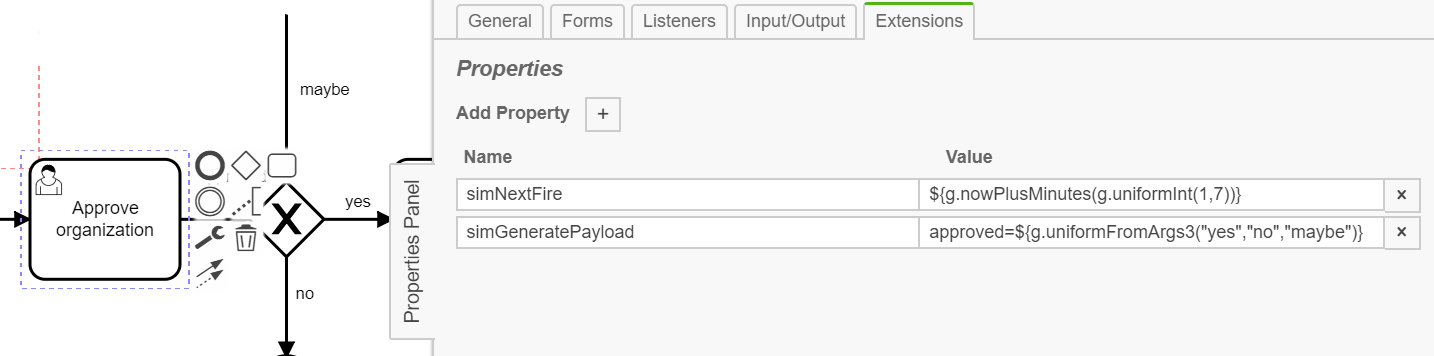 General Forms Listeners Input/Output Extensions
Properties
Add Property +
Name Value
simNextFire ${g.nowPlusMinutes(g.uniformInt(1,7))} x
simGeneratePayload approved=${g.uniformFromArgs3("yes","no","maybe")} x
Properties Panel
maybe
Approve
organization
X
yes
no